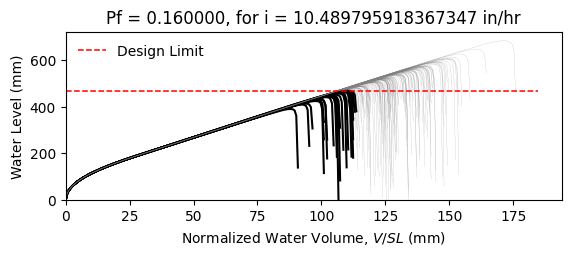 Pf = 0.160000, for i = 10.489795918367347 in/hr
Design Limit
Water Level (mm)
600
400
200
0
0 25 50 75 100 125 150 175
Normalized Water Volume, V/SL (mm)